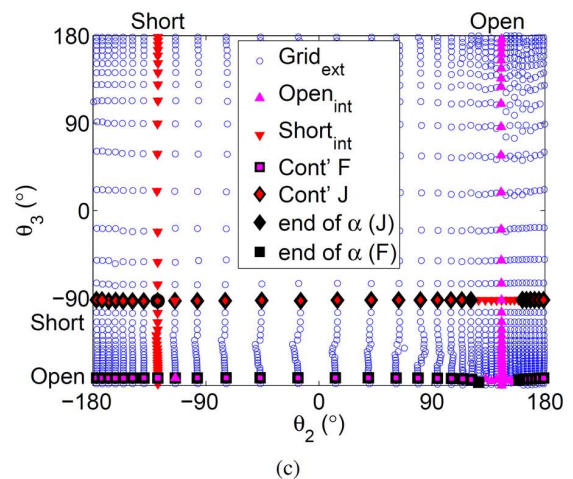 Short Open
180
90
0
−90
Short
Open
θ3 (°)
Gridext
Openint
Shortint
Cont' F
Cont' J
end of α (J)
end of α (F)
−180 −90 0 90 180
θ2 (°)
(c)